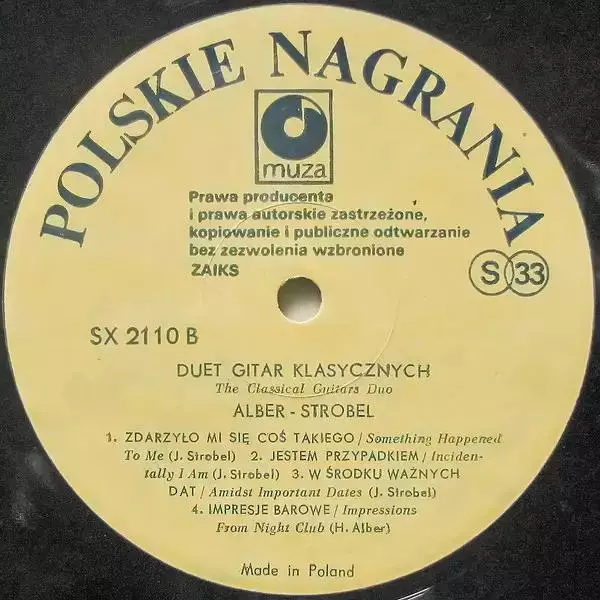 POLSKIE NAGRANIA
muza
Prawa producenta
i prawa autorskie zastrzeżone,
kopiowanie i publiczne odtwarzanie
bez zezwolenia wzbronione
ZAIKS
S 33
SX 2110 B
DUET GITAR KLASYCZNYCH
The Classical Guitars Duo
ALBER - STROBEL
1. ZDARZYŁO MI SIĘ COŚ TAKIEGO / Something Happened
To Me (J. Strobel) 2. JESTEM PRZYPADKIEM / Inciden-
tally I Am (J. Strobel) 3. W ŚRODKU WAŻNYCH
DAT / Amidst Important Dates (J. Strobel)
4. IMPRESJE BAROWE / Impressions
From Night Club (H. Alber)
Made in Poland